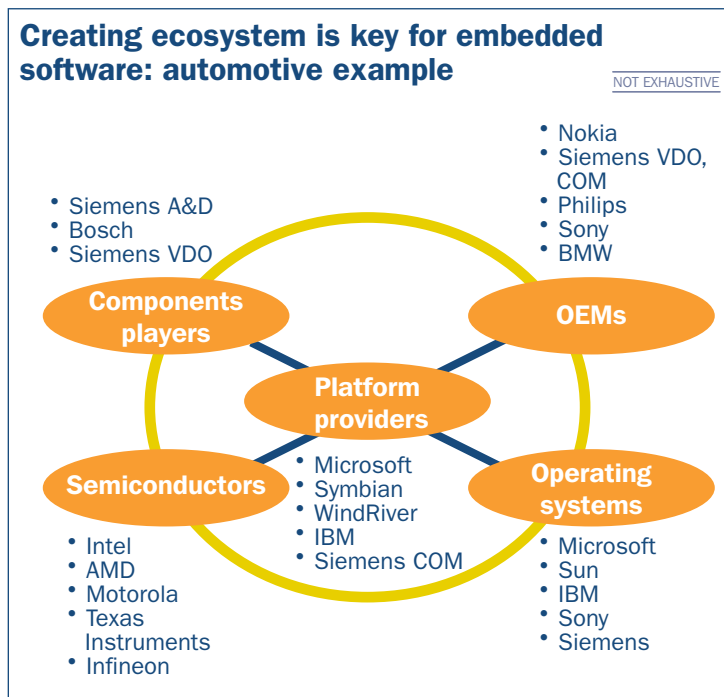 Creating ecosystem is key for embedded
software: automotive example
NOT EXHAUSTIVE
• Nokia
• Siemens VDO,
COM
• Philips
• Sony
• BMW
• Siemens A&D
• Bosch
• Siemens VDO
Components
players
OEMs
Platform
providers
Semiconductors
Operating
systems
• Microsoft
• Symbian
• WindRiver
• IBM
• Siemens COM
• Intel
• AMD
• Motorola
• Texas
Instruments
• Infineon
• Microsoft
• Sun
• IBM
• Sony
• Siemens